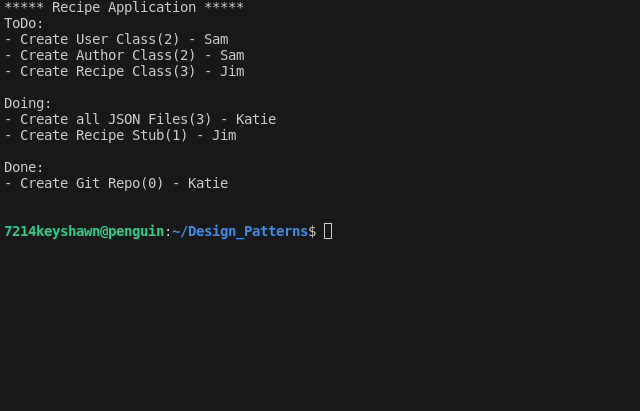 ***** Recipe Application *****
ToDo:
- Create User Class(2) - Sam
- Create Author Class(2) - Sam
- Create Recipe Class(3) - Jim
Doing:
- Create all JSON Files(3) - Katie
- Create Recipe Stub(1) - Jim
Done:
- Create Git Repo(0) - Katie
7214keyshawn@penguin:~/Design_Patterns$